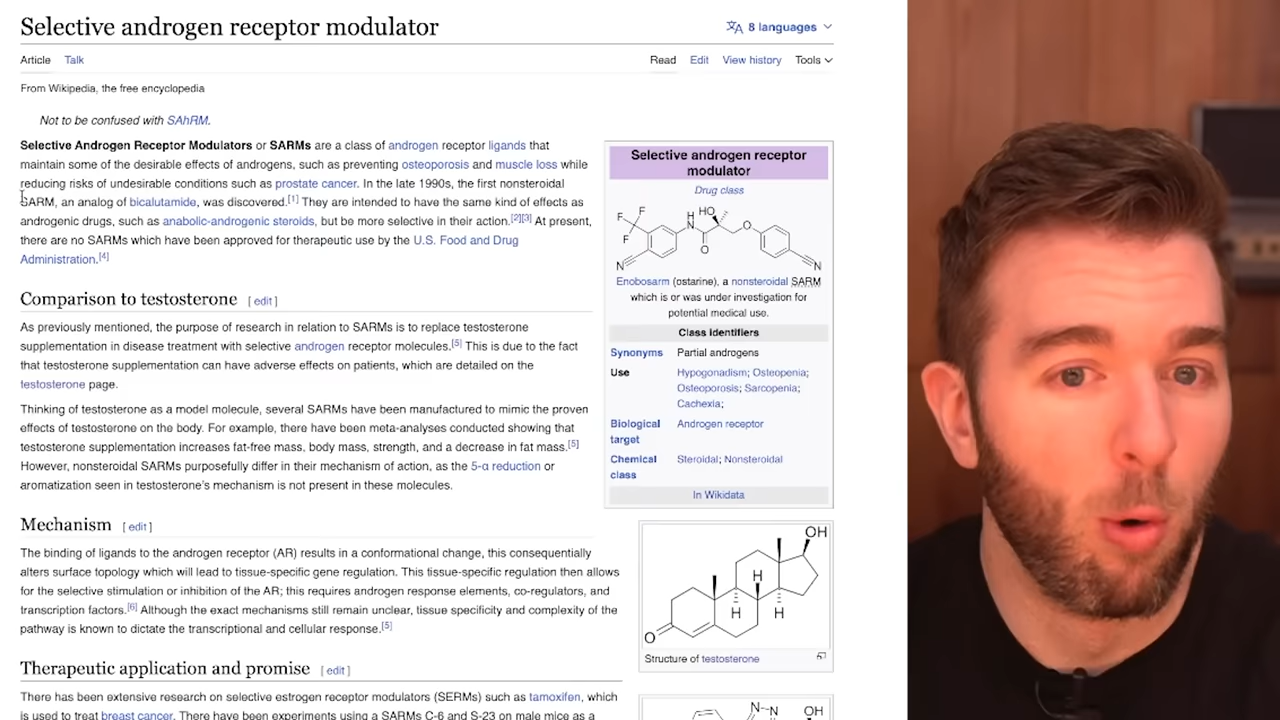 Selective androgen receptor modulator
8 languages
Article Talk Read Edit View history Tools
From Wikipedia, the free encyclopedia
Not to be confused with SAhRM.
Selective Androgen Receptor Modulators or SARMs are a class of androgen receptor ligands that
maintain some of the desirable effects of androgens, such as preventing osteoporosis and muscle loss while
reducing risks of undesirable conditions such as prostate cancer. In the late 1990s, the first nonsteroidal
SARM, an analog of bicalutamide, was discovered.[1] They are intended to have the same kind of effects as
androgenic drugs, such as anabolic-androgenic steroids, but be more selective in their action.[2][3] At present,
there are no SARMs which have been approved for therapeutic use by the U.S. Food and Drug
Administration.[4]
Comparison to testosterone [ edit ]
As previously mentioned, the purpose of research in relation to SARMs is to replace testosterone
supplementation in disease treatment with selective androgen receptor molecules.[5] This is due to the fact
that testosterone supplementation can have adverse effects on patients, which are detailed on the
testosterone page.
Thinking of testosterone as a model molecule, several SARMs have been manufactured to mimic the proven
effects of testosterone on the body. For example, there have been meta-analyses conducted showing that
testosterone supplementation increases fat-free mass, body mass, strength, and a decrease in fat mass.[5]
However, nonsteroidal SARMs purposefully differ in their mechanism of action, as the 5-α reduction or
aromatization seen in testosterone's mechanism is not present in these molecules.
Mechanism [ edit ]
The binding of ligands to the androgen receptor (AR) results in a conformational change, this consequentially
alters surface topology which will lead to tissue-specific gene regulation. This tissue-specific regulation then allows
for the selective stimulation or inhibition of the AR; this requires androgen response elements, co-regulators, and
transcription factors.[6] Although the exact mechanisms still remain unclear, tissue specificity and complexity of the
pathway is known to dictate the transcriptional and cellular response.[5]
Therapeutic application and promise [ edit ]
There has been extensive research on selective estrogen receptor modulators (SERMs) such as tamoxifen, which
is used to treat breast cancer. There have been experiments using a SARMs C-6 and S-23 on male mice as a
Selective androgen receptor
modulator
Drug class
F F F N H N O HO O N
Enobosarm (ostarine), a nonsteroidal SARM
which is or was under investigation for
potential medical use.
Class identifiers
Synonyms Partial androgens
Use Hypogonadism; Osteopenia;
Osteoporosis; Sarcopenia;
Cachexia;
Biological Androgen receptor
target
Chemical Steroidal; Nonsteroidal
class
In Wikidata
OH
H
H H
O
Structure of testosterone
N N OH